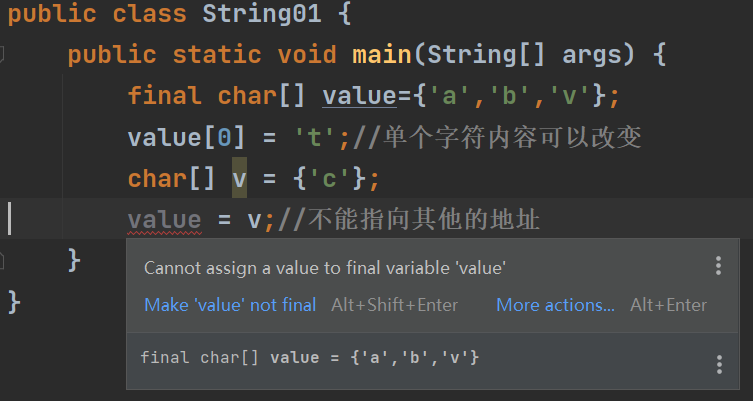 public class String01 {
public static void main(String[] args) {
final char[] value={'a','b','v'};
value[0] = 't';//单个字符内容可以改变
char[] v = {'c'};
value = v;//不能指向其他的地址
}
Cannot assign a value to final variable 'value'
}
Make 'value' not final Alt+Shift+Enter More actions... Alt+Enter
final char[] value = {'a','b','v'}